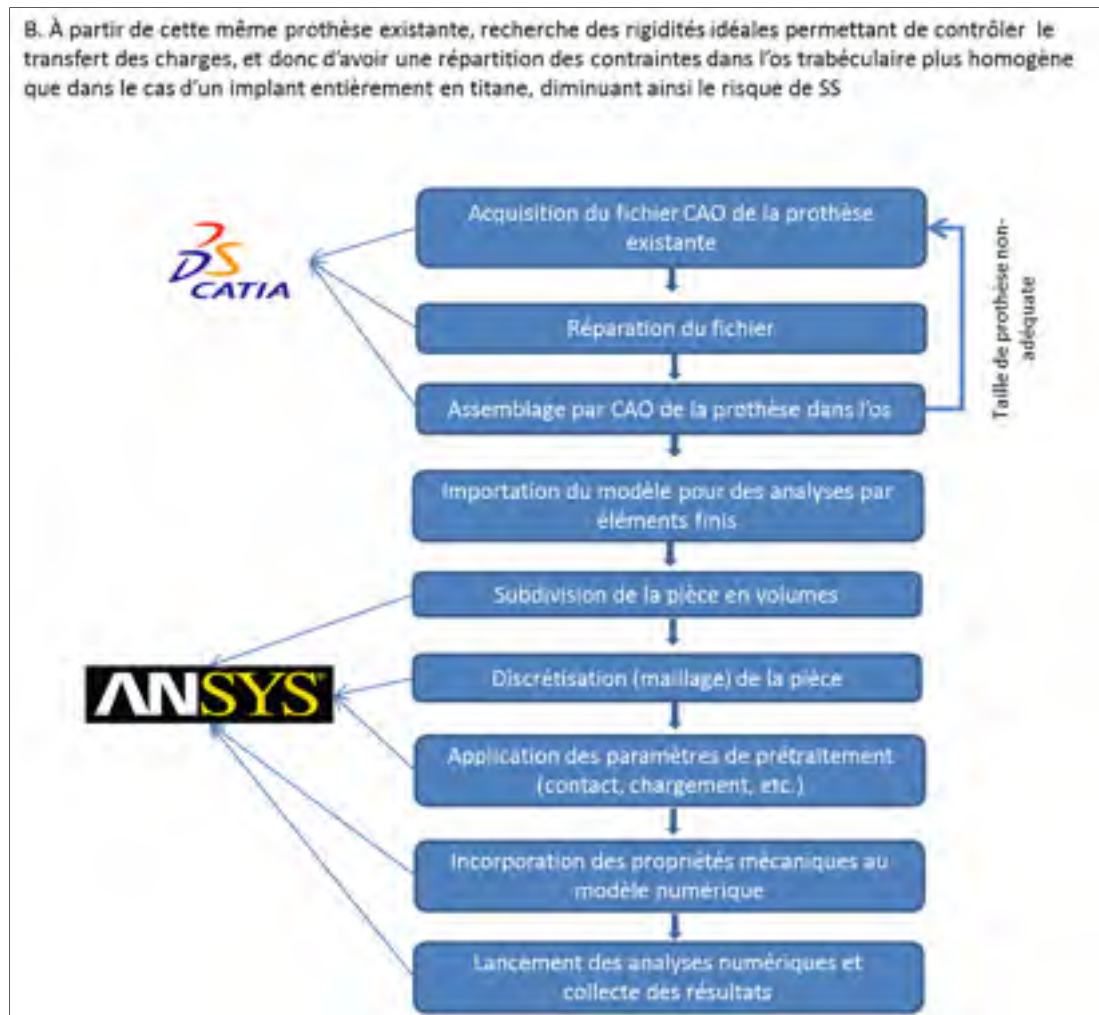 B. À partir de cette même prothèse existante, recherche des rigidités idéales permettant de contrôler le
transfert des charges, et donc d'avoir une répartition des contraintes dans l'os trabéculaire plus homogène
que dans le cas d'un implant entièrement en titane, diminuant ainsi le risque de SS
Acquisition du fichier CAO de la prothèse
existante
DS
CATIA
Taille de prothèse non-
adéquate
Réparation du fichier
Assemblage par CAO de la prothèse dans l'os
Importation du modèle pour des analyses par
éléments finis
Subdivision de la pièce en volumes
ANSYS
Discrétisation (maillage) de la pièce
Application des paramètres de prétraitement
(contact, chargement, etc.)
Incorporation des propriétés mécaniques au
modèle numérique
Lancement des analyses numériques et
collecte des résultats